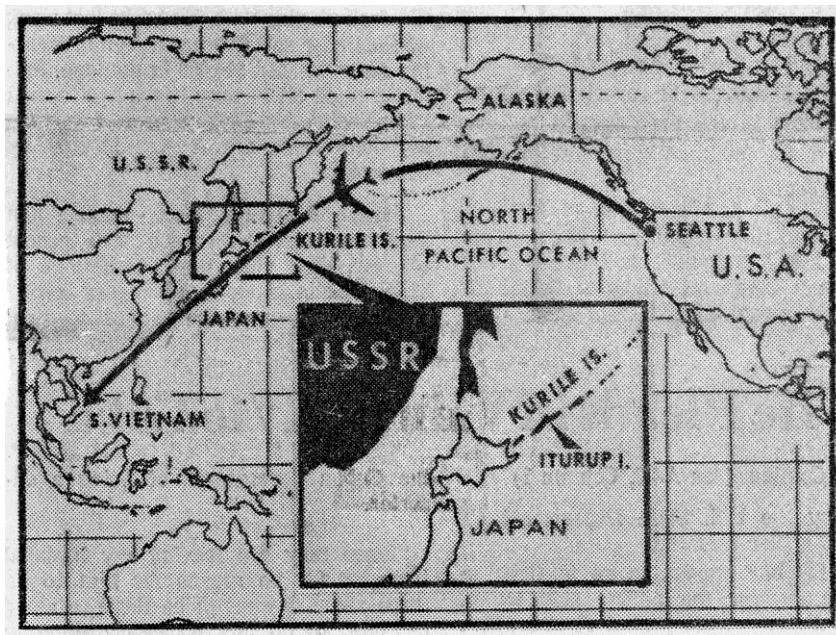 ALASKA
U.S.S.R.
NORTH
PACIFIC OCEAN
KURILE IS.
SEATTLE
U.S.A.
JAPAN
S. VIETNAM
USSR
KURILE IS.
ITURUP I.
JAPAN